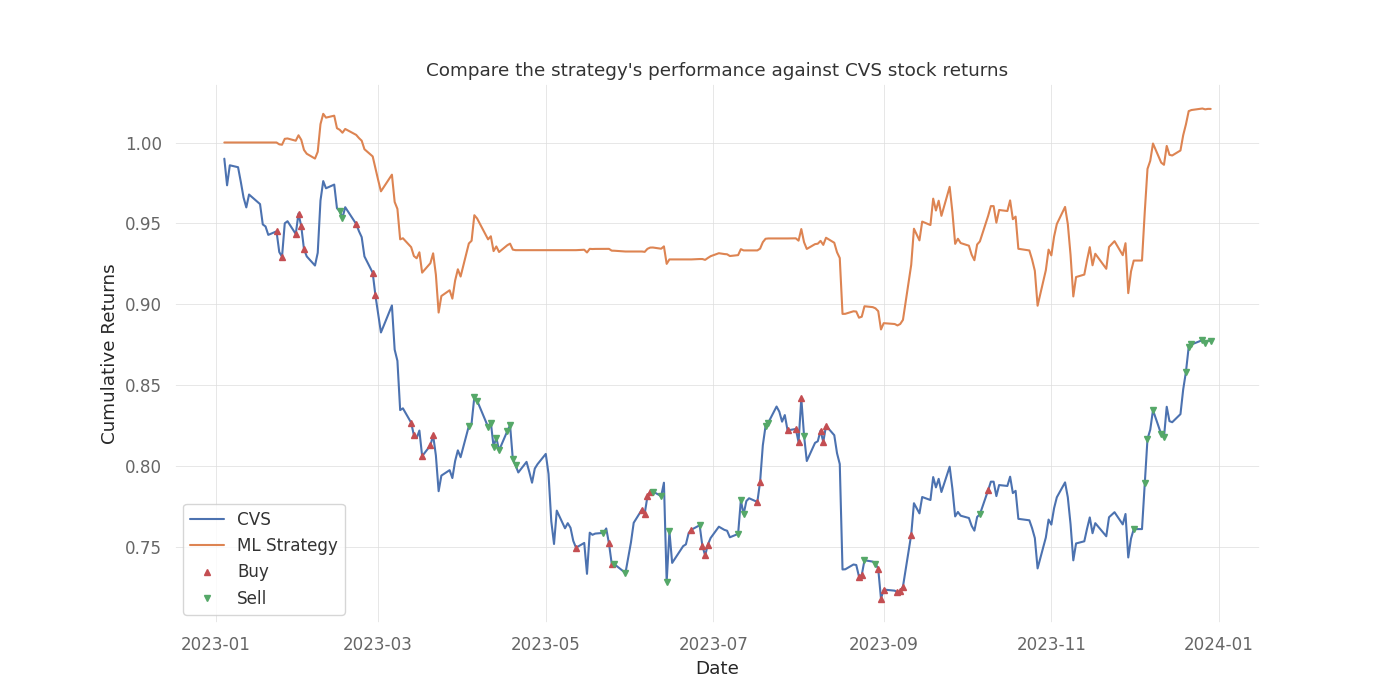 Compare the strategy's performance against CVS stock returns
Cumulative Returns
1.00
0.95
0.90
0.85
0.80
0.75
CVS
ML Strategy
Buy
Sell
2023-01
2023-03
2023-05
2023-07
2023-09
2023-11
2024-01
Date